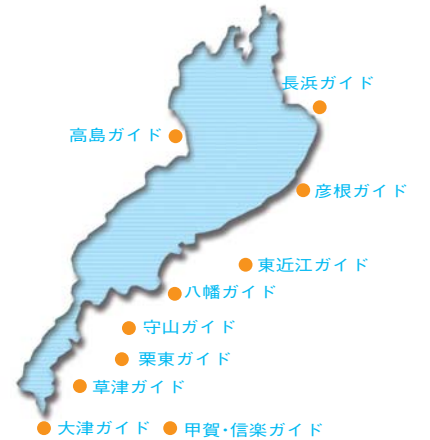 長浜ガイド
高島ガイド
彦根ガイド
東近江ガイド
八幡ガイド
守山ガイド
栗東ガイド
草津ガイド
大津ガイド
甲賀・信楽ガイド